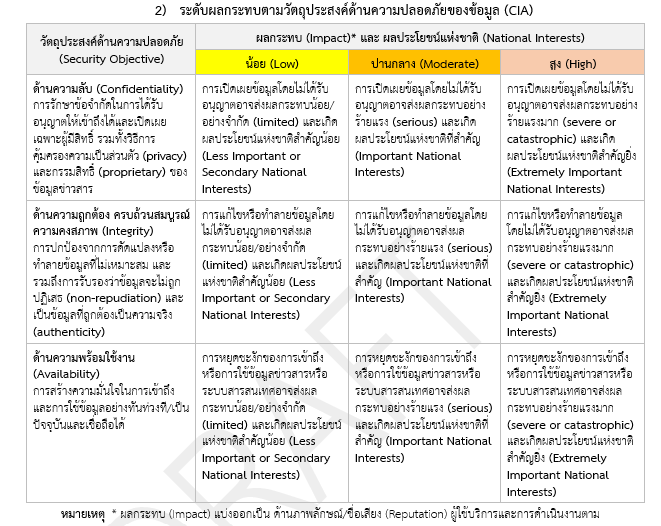 2) ระดับผลกระทบตามวัตถุประสงค์ด้านความปลอดภัยของข้อมูล (CIA)
วัตถุประสงค์ด้านความปลอดภัย
(Security Objective)
ผลกระทบ (Impact)* และ ผลประโยชน์แห่งชาติ (National Interests)
น้อย (Low)
ปานกลาง (Moderate)
สูง (High)
ด้านความลับ (Confidentiality)
การรักษาข้อจำกัดในการได้รับ
อนุญาตให้เข้าถึงได้และเปิดเผย
เฉพาะผู้มีสิทธิ์ รวมทั้งวิธีการ
คุ้มครองความเป็นส่วนตัว (privacy)
และกรรมสิทธิ์ (proprietary) ของ
ข้อมูลข่าวสาร
การเปิดเผยข้อมูลโดยไม่ได้รับ
อนุญาตอาจส่งผลกระทบน้อย/
อย่างจำกัด (limited) และเกิด
ผลประโยชน์แห่งชาติสำคัญน้อย
(Less Important or
Secondary National
Interests)
การเปิดเผยข้อมูลโดยไม่ได้รับ
อนุญาตอาจส่งผลกระทบอย่าง
ร้ายแรง (serious) และเกิด
ผลประโยชน์แห่งชาติที่สำคัญ
(Important National
Interests)
การเปิดเผยข้อมูลโดยไม่ได้รับ
อนุญาตอาจส่งผลกระทบอย่าง
ร้ายแรงมาก (severe or
catastrophic) และเกิด
ผลประโยชน์แห่งชาติสำคัญยิ่ง
(Extremely Important
National Interests)
ด้านความถูกต้อง ครบถ้วนสมบูรณ์
ความคงสภาพ (Integrity)
การปกป้องจากการดัดแปลงหรือ
ทำลายข้อมูลที่ไม่เหมาะสม และ
รวมถึงการรับรองว่าข้อมูลจะไม่ถูก
ปฏิเสธ (non-repudiation) และ
เป็นข้อมูลที่ถูกต้องเป็นความจริง
(authenticity)
การแก้ไขหรือทำลายข้อมูลโดย
ไม่ได้รับอนุญาตอาจส่งผล
กระทบน้อย/อย่างจำกัด
(limited) และเกิดผลประโยชน์
แห่งชาติสำคัญน้อย (Less
Important or Secondary
National Interests)
การแก้ไขหรือทำลายข้อมูลโดย
ไม่ได้รับอนุญาตอาจส่งผล
กระทบอย่างร้ายแรง (serious)
และเกิดผลประโยชน์แห่งชาติที่
สำคัญ (Important National
Interests)
การแก้ไขหรือทำลายข้อมูล
โดยไม่ได้รับอนุญาตอาจส่งผล
กระทบอย่างร้ายแรงมาก
(severe or catastrophic)
และเกิดผลประโยชน์แห่งชาติ
สำคัญยิ่ง (Extremely
Important National
Interests)
ด้านความพร้อมใช้งาน
(Availability)
การสร้างความมั่นใจในการเข้าถึง
และการใช้ข้อมูลอย่างทันท่วงที/เป็น
ปัจจุบันและเชื่อถือได้
การหยุดชะงักของการเข้าถึง
หรือการใช้ข้อมูลข่าวสารหรือ
ระบบสารสนเทศอาจส่งผล
กระทบน้อย/อย่างจำกัด
(limited) และเกิดผลประโยชน์
แห่งชาติสำคัญน้อย (Less
Important or Secondary
National Interests)
การหยุดชะงักของการเข้าถึง
หรือการใช้ข้อมูลข่าวสารหรือ
ระบบสารสนเทศอาจส่งผล
กระทบอย่างร้ายแรง (serious)
และเกิดผลประโยชน์แห่งชาติที่
สำคัญ (Important National
Interests)
การหยุดชะงักของการเข้าถึง
หรือการใช้ข้อมูลข่าวสารหรือ
ระบบสารสนเทศอาจส่งผล
กระทบอย่างร้ายแรงมาก
(severe or catastrophic)
และเกิดผลประโยชน์แห่งชาติ
สำคัญยิ่ง (Extremely
Important National
Interests)
หมายเหตุ * ผลกระทบ (Impact) แบ่งออกเป็น ด้านภาพลักษณ์/ชื่อเสียง (Reputation) ผู้ใช้บริการและการดำเนินงานตาม
DRAFT